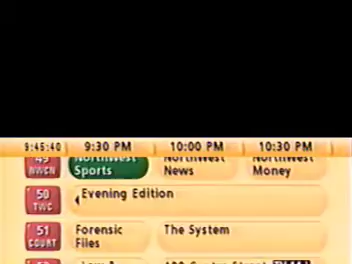 9:45:40 9:30 PM 10:00 PM 10:30 PM
49 Northwest Northwest Northwest
NWCN Sports News Money
50 Evening Edition
TWC
51 Forensic The System
COURT Files